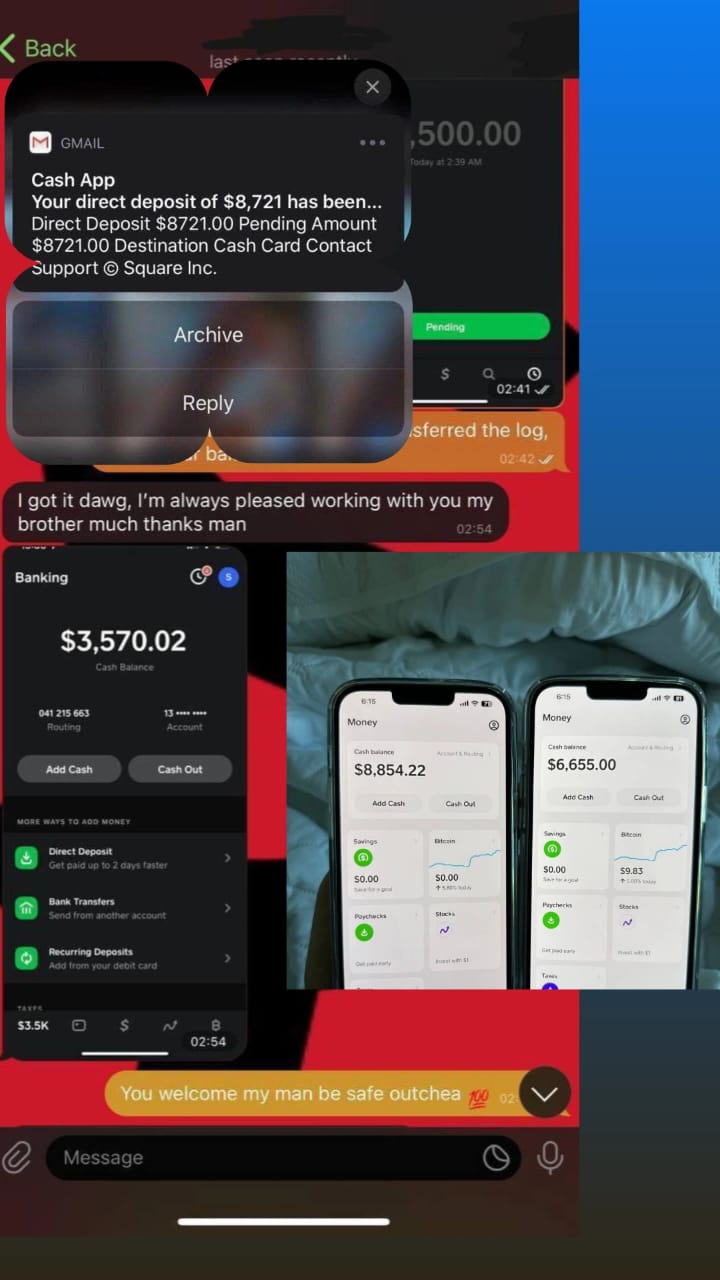 Back
last seen recently
GMAIL
Cash App
Your direct deposit of $8,721 has been...
Direct Deposit $8721.00 Pending Amount
$8721.00 Destination Cash Card Contact
Support © Square Inc.
Archive
Reply
,500.00
Today at 2:39 AM
Pending
$
02:41
sferred the log,
02:42
I got it dawg, I’m always pleased working with you my
brother much thanks man
02:54
Banking
S
$3,570.02
Cash Balance
041 215 663
13 •••• ••••
Routing
Account
Add Cash
Cash Out
MORE WAYS TO ADD MONEY
Direct Deposit
Get paid up to 2 days faster
Bank Transfers
Send from another account
Recurring Deposits
Add from your debit card
TAXES
$3.5K
$
02:54
6:15
Money
Cash balance
Account & Routing
$8,854.22
Add Cash
Cash Out
Savings
Bitcoin
$0.00
$0.00
Save for a goal
5.80% today
Paychecks
Stocks
Get paid early
Invest with $1
6:15
Money
Cash balance
Account & Routing
$6,655.00
Add Cash
Cash Out
Savings
Bitcoin
$0.00
$9.83
Save for a goal
today
Paychecks
Stocks
Get paid early
Invest with $1
Taxes
You welcome my man be safe outchea 💯
Message